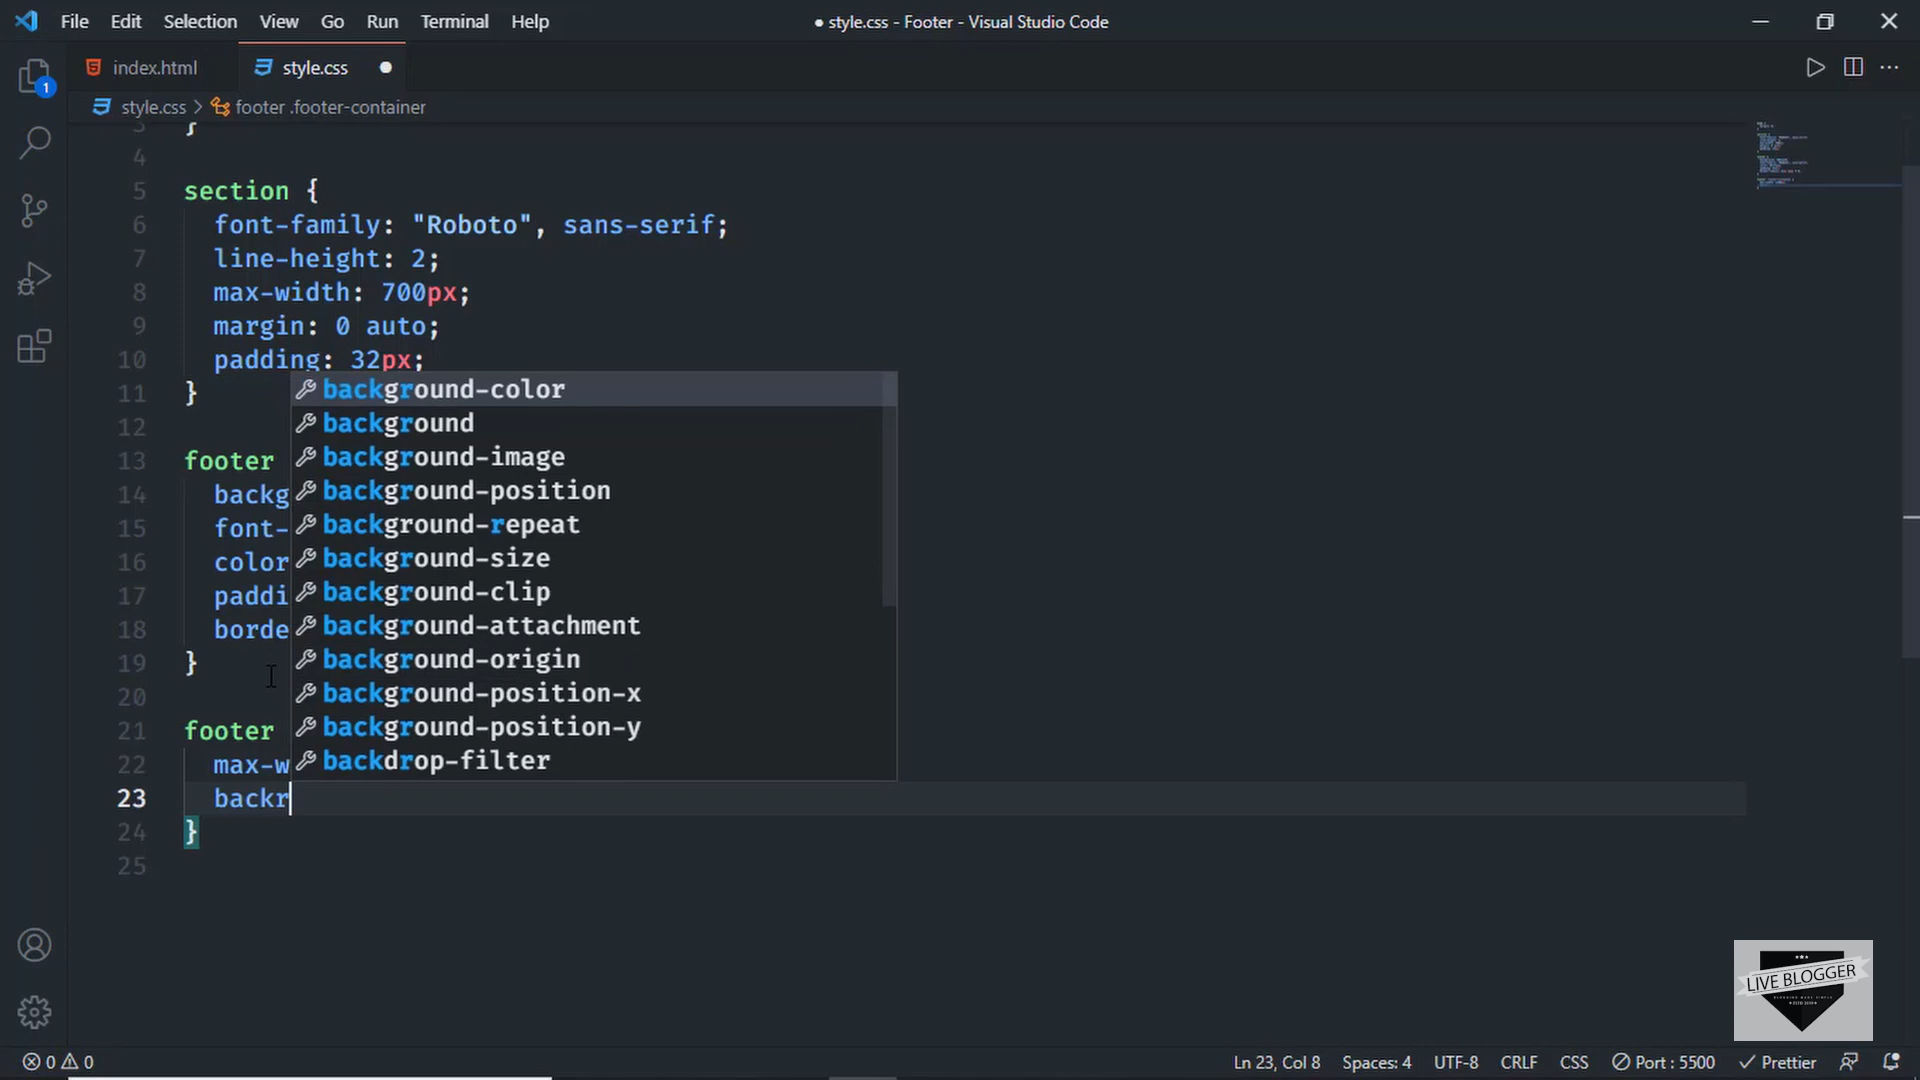 File Edit Selection View Go Run Terminal Help
● style.css - Footer - Visual Studio Code
index.html
style.css
style.css > footer .footer-container
3 }
4
5 section {
6 font-family: "Roboto", sans-serif;
7 line-height: 2;
8 max-width: 700px;
9 margin: 0 auto;
10 padding: 32px;
11 }
12
13 footer
14 backg
15 font-
16 color
17 paddi
18 borde
19 }
20
21 footer
22 max-w
23 backr
24 }
25
background-color
background
background-image
background-position
background-repeat
background-size
background-clip
background-attachment
background-origin
background-position-x
background-position-y
backdrop-filter
1
LIVE BLOGGER
0 0
Ln 23, Col 8 Spaces: 4 UTF-8 CRLF CSS Port : 5500 Prettier